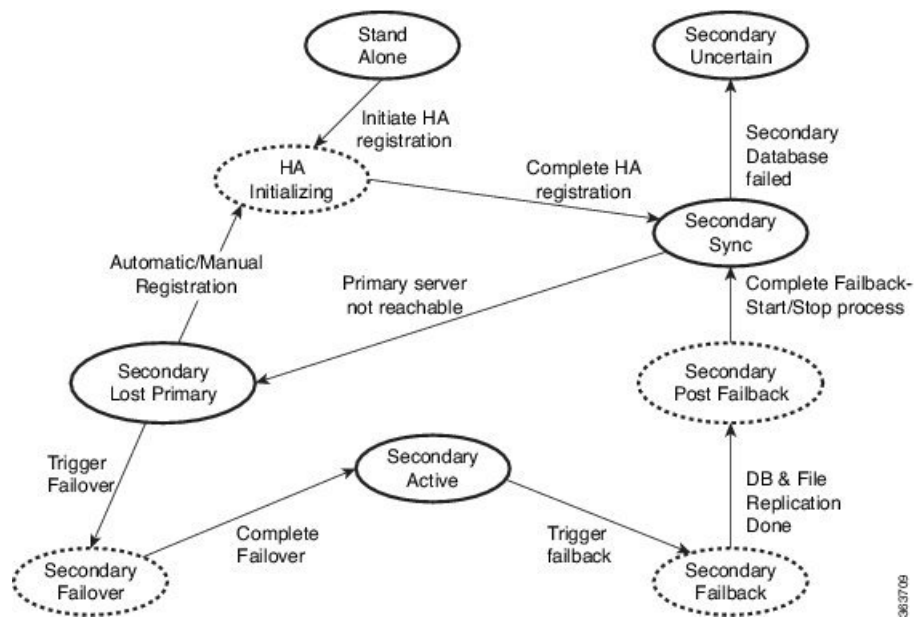 Stand
Alone
Secondary
Uncertain
Initiate HA
registration
Secondary
Database
failed
HA
Initializing
Complete HA
registration
Secondary
Sync
Automatic/Manual
Registration
Primary server
not reachable
Complete Failback-
Start/Stop process
Secondary
Lost Primary
Secondary
Post Failback
Trigger
Failover
Secondary
Active
DB & File
Replication
Done
Complete
Failover
Trigger
failback
Secondary
Failover
Secondary
Failback
363709